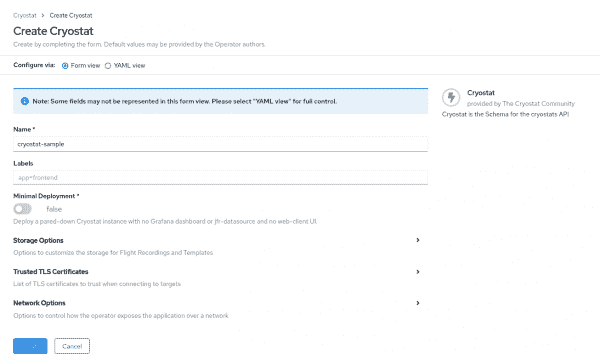 Cryostat > Create Cryostat
Create Cryostat
Create by completing the form. Default values may be provided by the Operator authors.
Configure via: Form view YAML view
Note: Some fields may not be represented in this form view. Please select "YAML view" for full control.
Cryostat
provided by The Cryostat Community
Cryostat is the Schema for the cryostats API
Name *
cryostat-sample
Labels
app=frontend
Minimal Deployment *
false
Deploy a pared-down Cryostat instance with no Grafana dashboard or jfr-datasource and no web-client UI.
Storage Options
Options to customize the storage for Flight Recordings and Templates
Trusted TLS Certificates
List of TLS certificates to trust when connecting to targets
Network Options
Options to control how the operator exposes the application over a network
Cancel